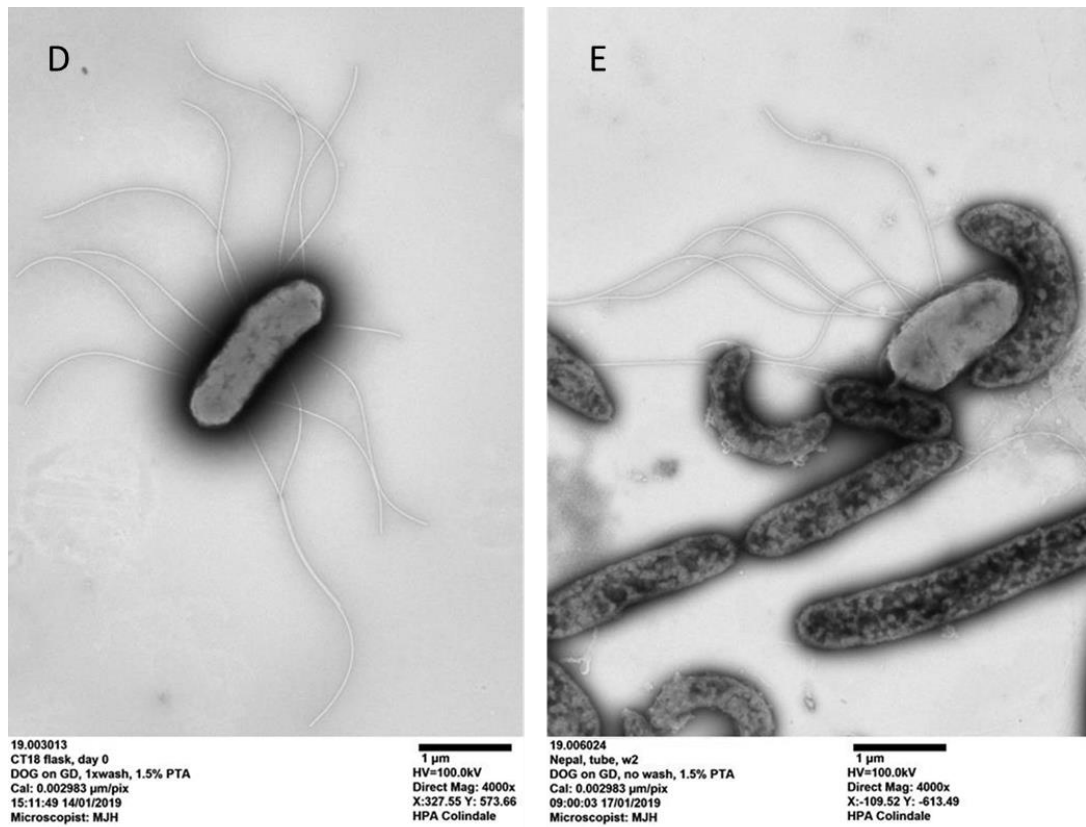 D
E
19.003013
CT18 flask, day 0
DOG on GD, 1xwash, 1.5% PTA
Cal: 0.002983 µm/pix
15:11:49 14/01/2019
Microscopist: MJH
1 µm
HV=100.0kV
Direct Mag: 4000x
X:327.55 Y: 573.66
HPA Colindale
19.006024
Nepal, tube, w2
DOG on GD, no wash, 1.5% PTA
Cal: 0.002983 µm/pix
09:00:03 17/01/2019
Microscopist: MJH
1 µm
HV=100.0kV
Direct Mag: 4000x
X:-109.52 Y: -613.49
HPA Colindale